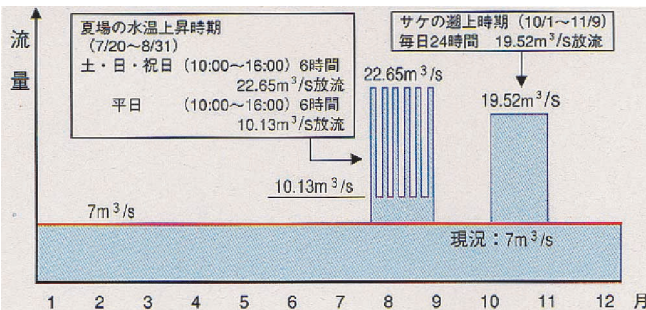 流
量
夏場の水温上昇時期
(7/20〜8/31)
土・日・祝日 (10:00〜16:00) 6時間
22.65m³/s放流
平日 (10:00〜16:00) 6時間
10.13m³/s放流
サケの遡上時期 (10/1〜11/9)
毎日24時間 19.52m³/s放流
22.65m³/s
19.52m³/s
10.13m³/s
7m³/s
現況:7m³/s
1 2 3 4 5 6 7 8 9 10 11 12 月